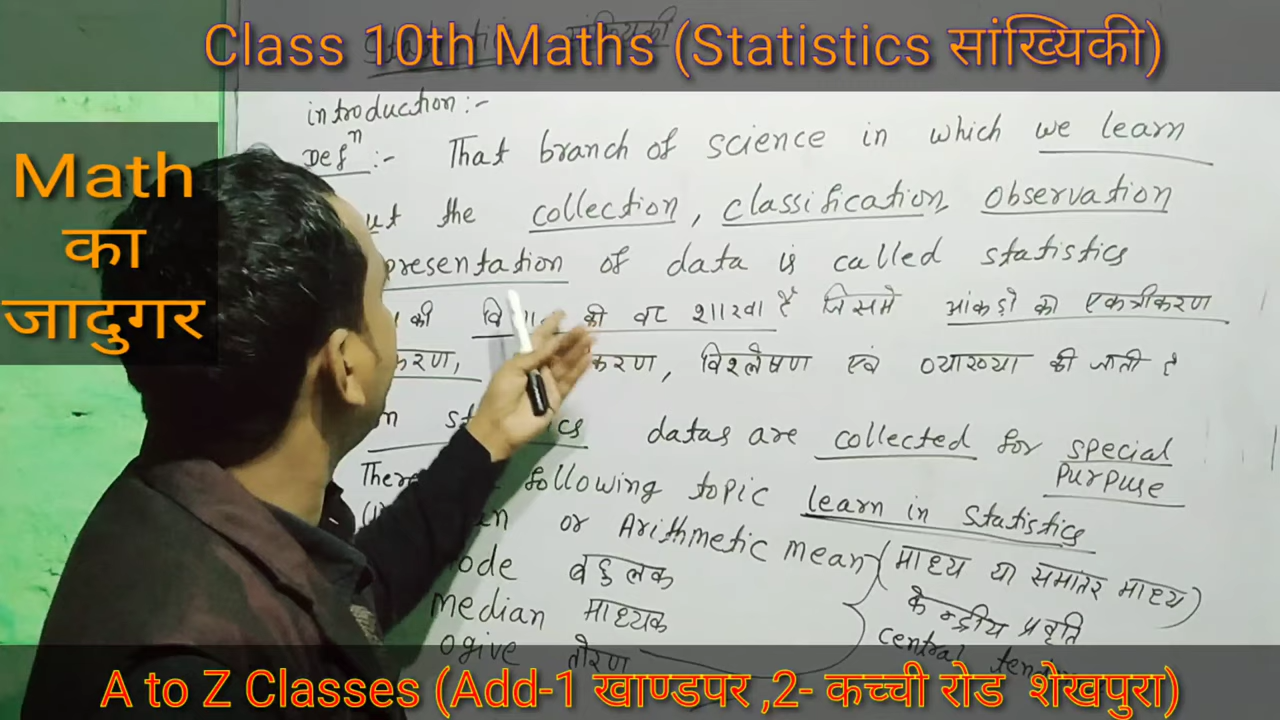 Class 10th Maths (Statistics सांख्यिकी)
Math
का
जादुगर
introduction:-
Defⁿ:- That branch of science in which we learn
ut the collection, classification, observation
presentation of data is called statistics
की वह शाखा है जिसमे आंकड़ो का एकत्रीकरण
करण, करण, विश्लेषण एवं व्याख्या की जाती है
datas are collected for special
purpuse
following topic learn in statistics
or Arithmetic mean (माध्य या समांतर माध्य)
mode बहुलक
median माध्यक
ogive तोरण
केन्द्रीय प्रवृति
central
A to Z Classes (Add-1 खाण्डपर ,2- कच्ची रोड शेखपुरा)